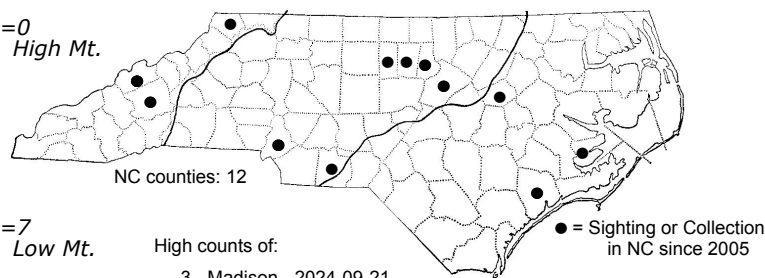 =0
High Mt.
NC counties: 12
=7
Low Mt.
High counts of:
● = Sighting or Collection
in NC since 2005
3 - Madison - 2024-09-21